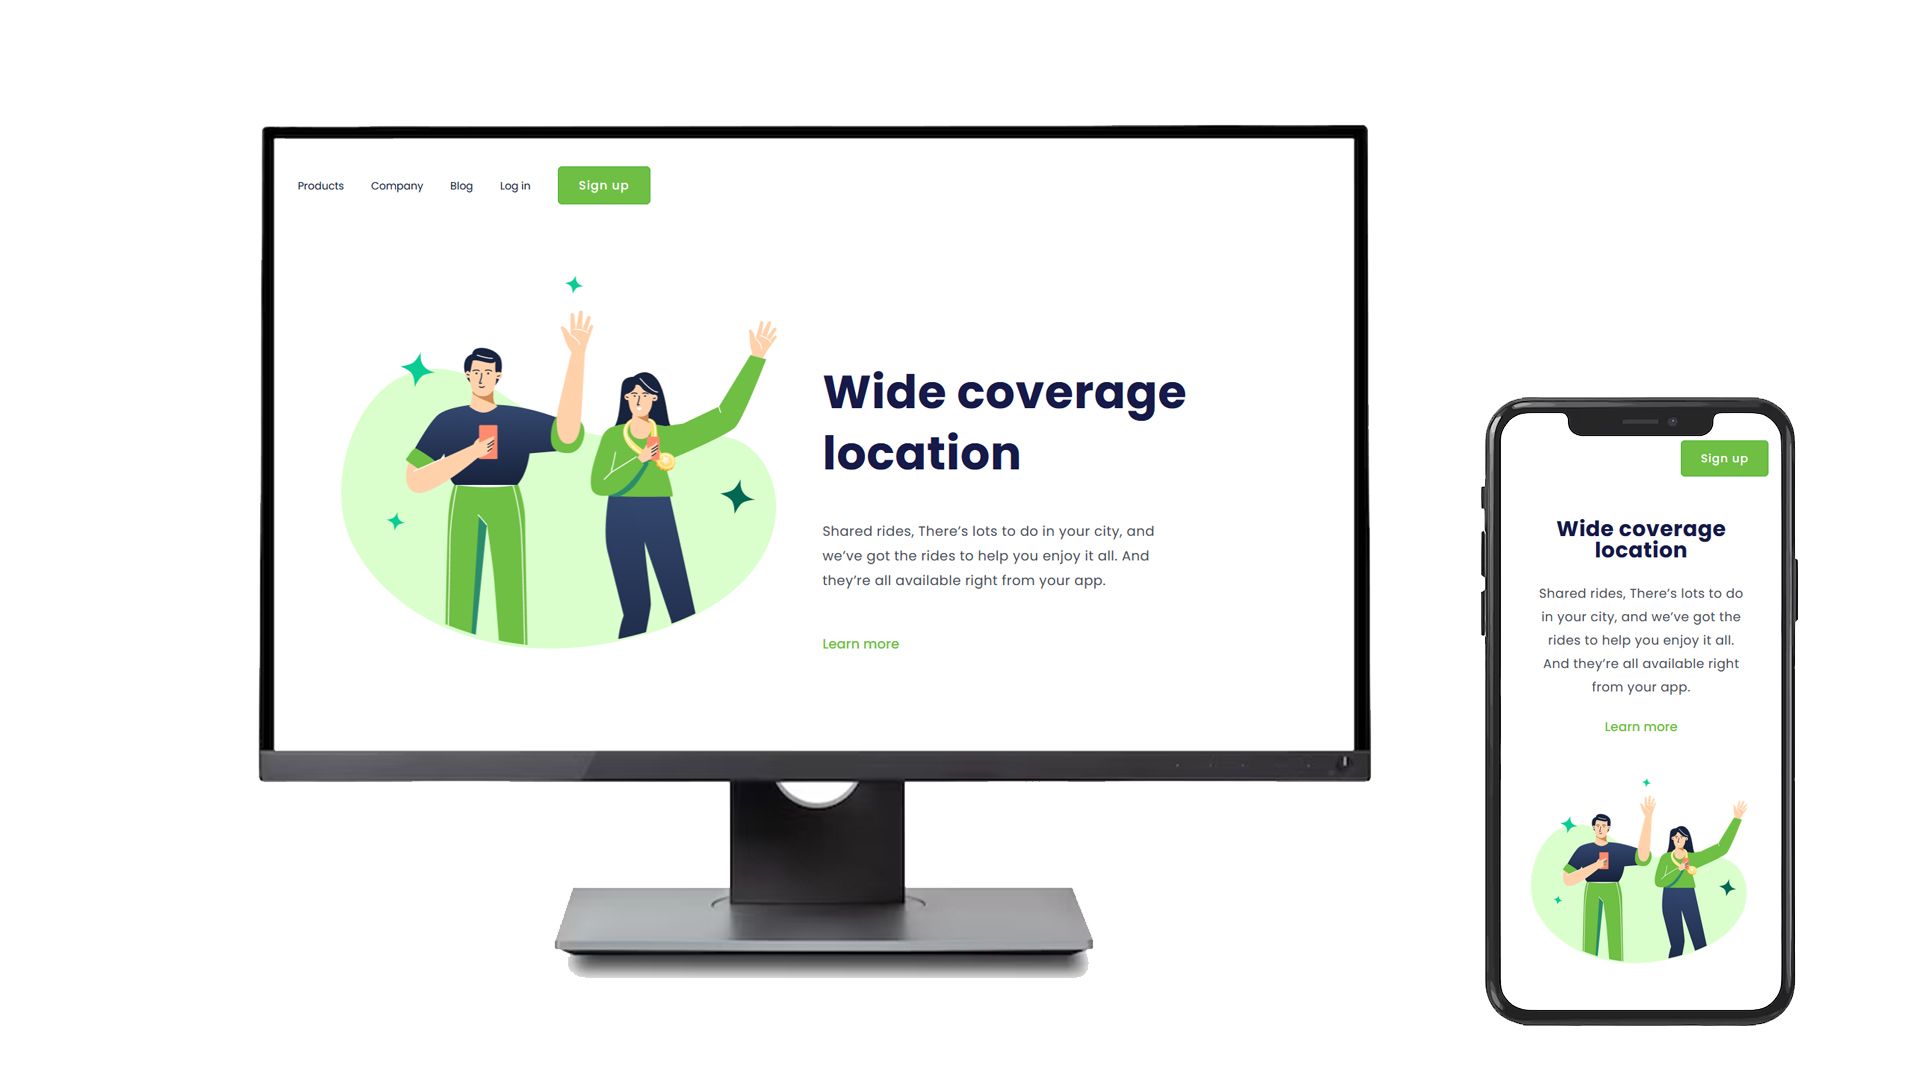 Products Company Blog Log in Sign up
Wide coverage
location
Shared rides, There's lots to do in your city, and
we've got the rides to help you enjoy it all. And
they're all available right from your app.
Learn more
Sign up
Wide coverage
location
Shared rides, There's lots to do
in your city, and we've got the
rides to help you enjoy it all.
And they're all available right
from your app.
Learn more